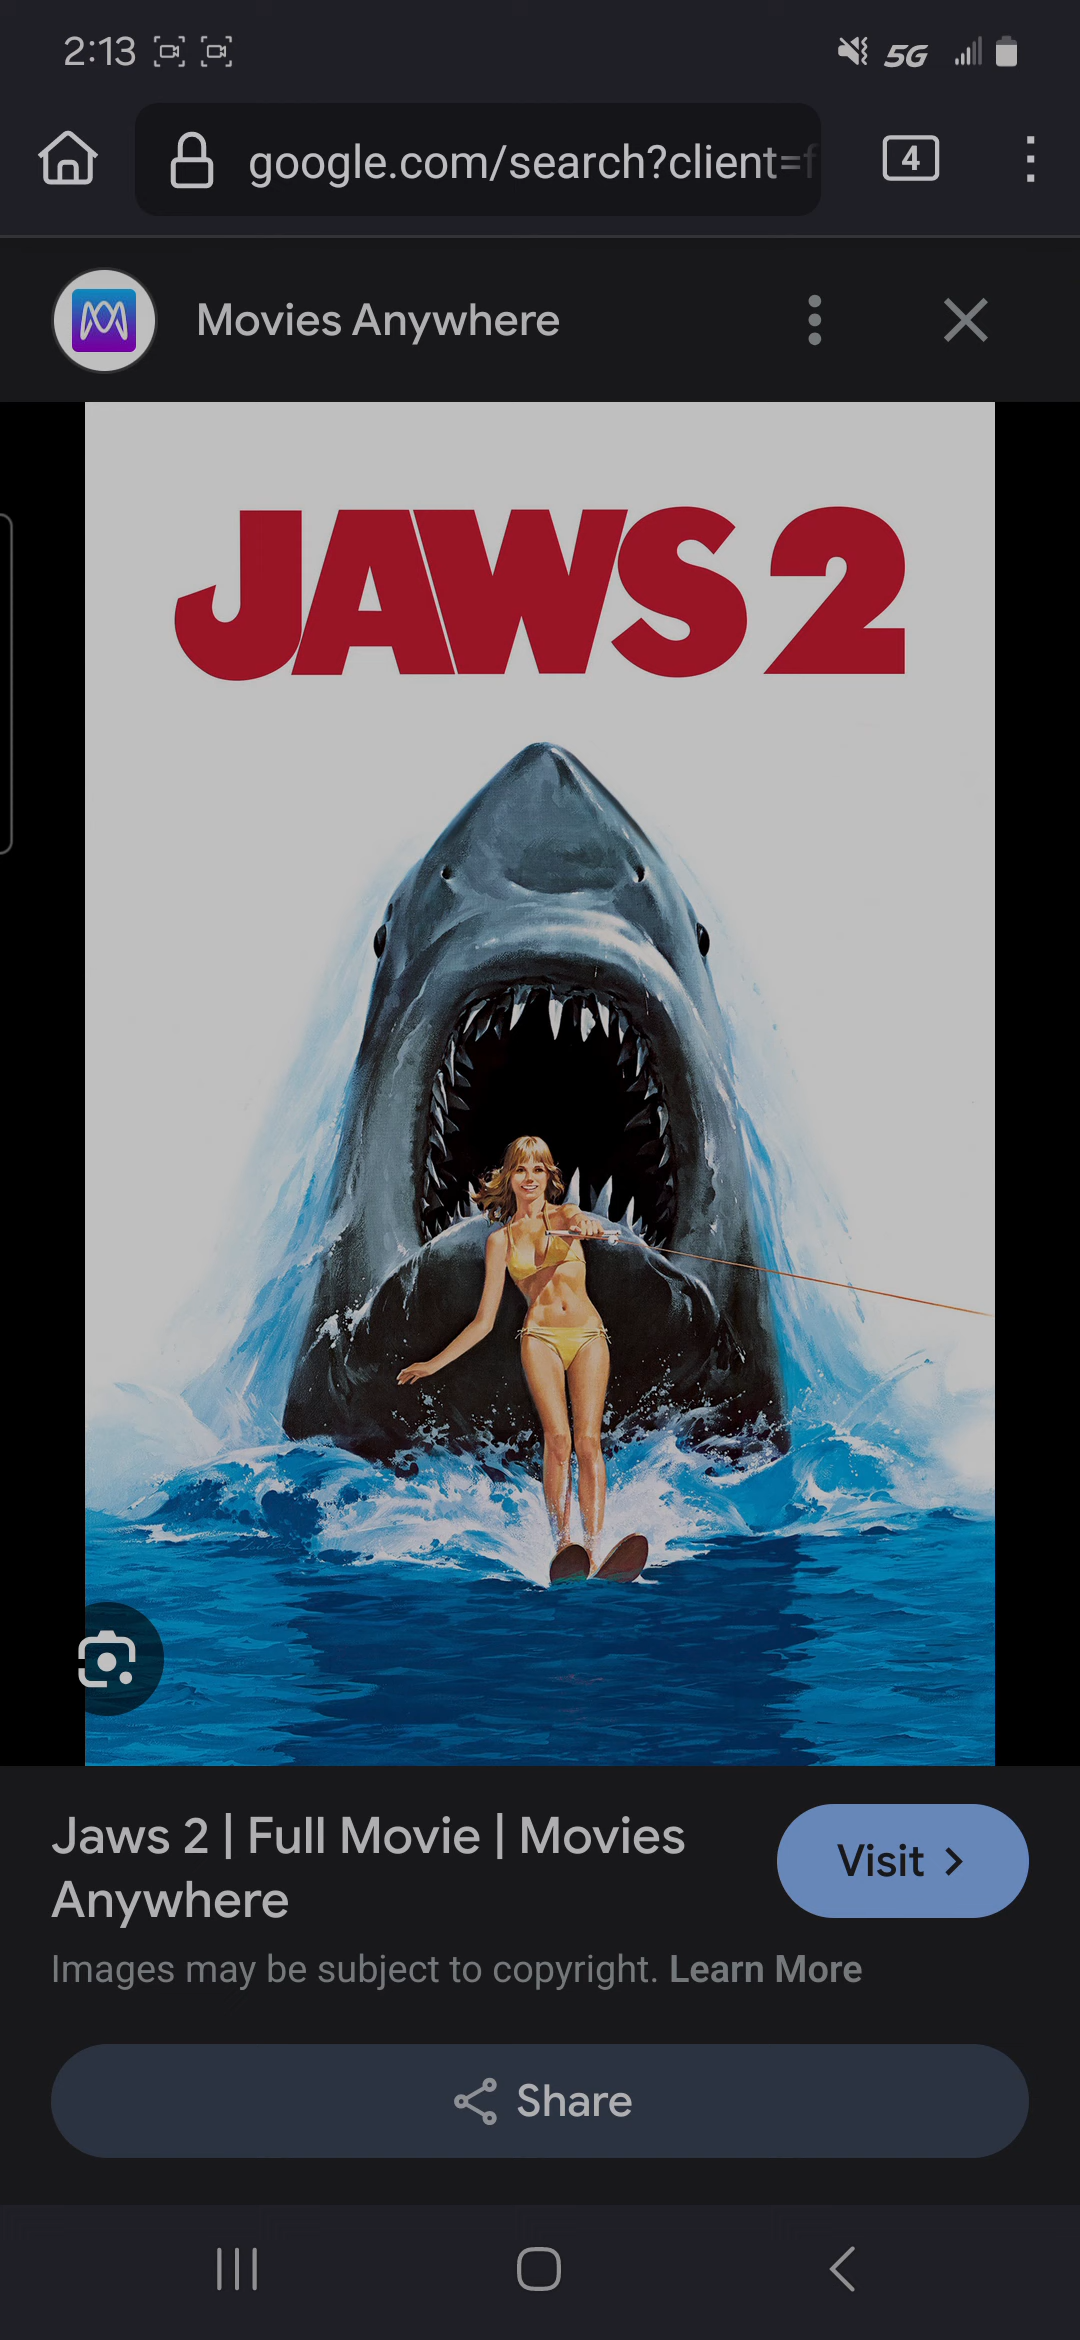 2:13
5G
google.com/search?client=
4
Movies Anywhere
JAWS 2
Jaws 2 | Full Movie | Movies
Anywhere
Visit
Images may be subject to copyright. Learn More
Share